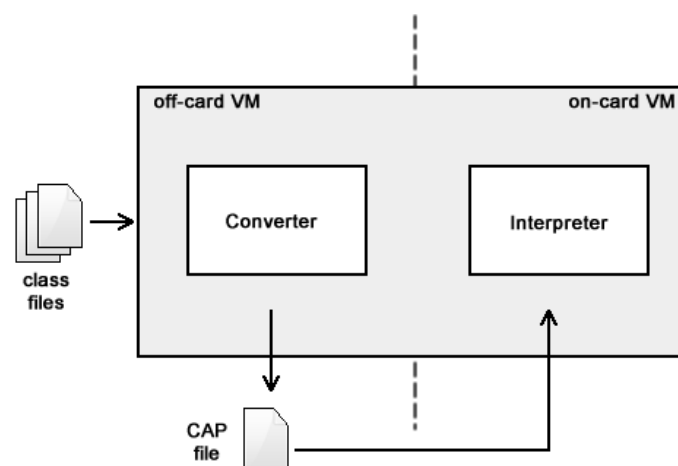 off-card VM
on-card VM
Converter
Interpreter
class
files
CAP
file